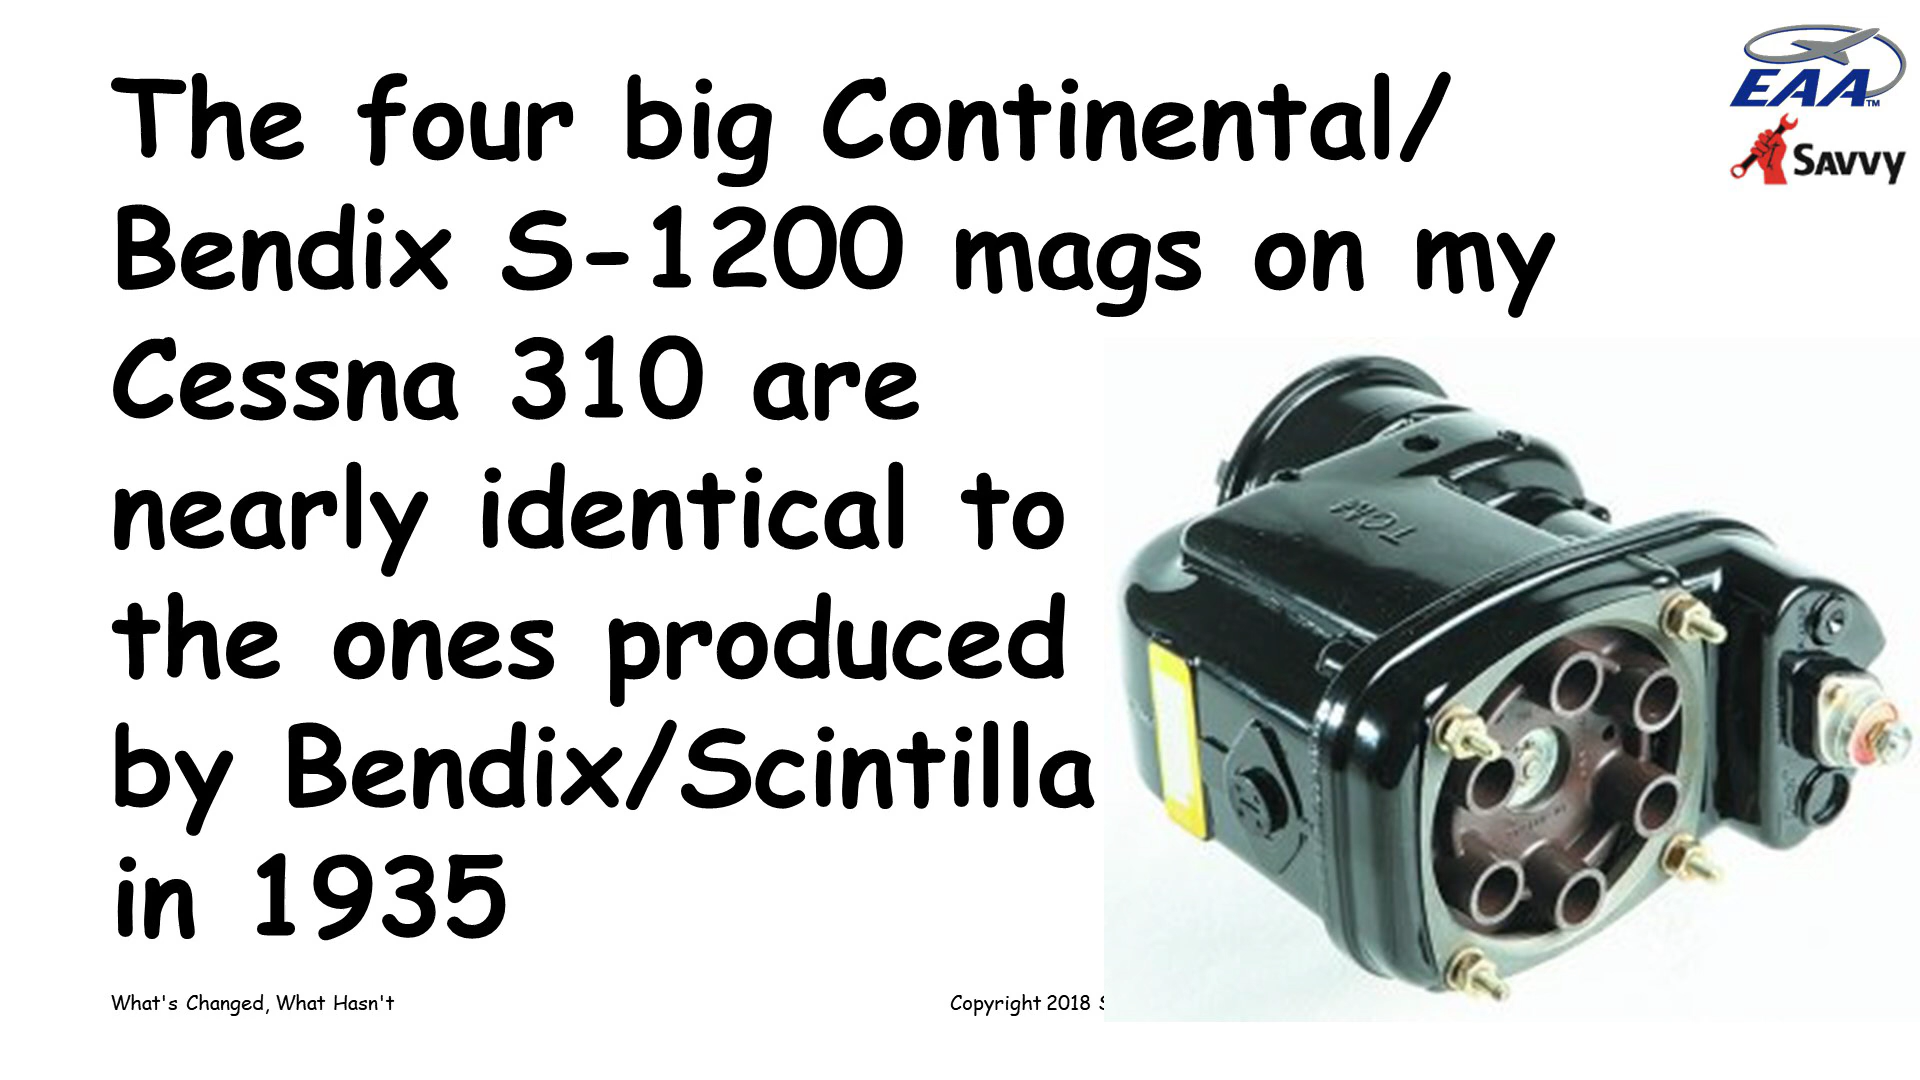 The four big Continental/
Bendix S-1200 mags on my
Cessna 310 are
nearly identical to
the ones produced
by Bendix/Scintilla
in 1935
EAA™
SAVVY
TCM
What's Changed, What Hasn't
Copyright 2018 S